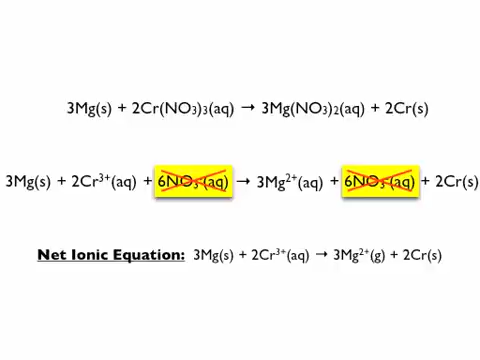 3Mg(s) + 2Cr(NO₃)₃(aq) → 3Mg(NO₃)₂(aq) + 2Cr(s)
3Mg(s) + 2Cr³⁺(aq) + 6NO₃⁻(aq) → 3Mg²⁺(aq) + 6NO₃⁻(aq) + 2Cr(s)
Net Ionic Equation: 3Mg(s) + 2Cr³⁺(aq) → 3Mg²⁺(g) + 2Cr(s)